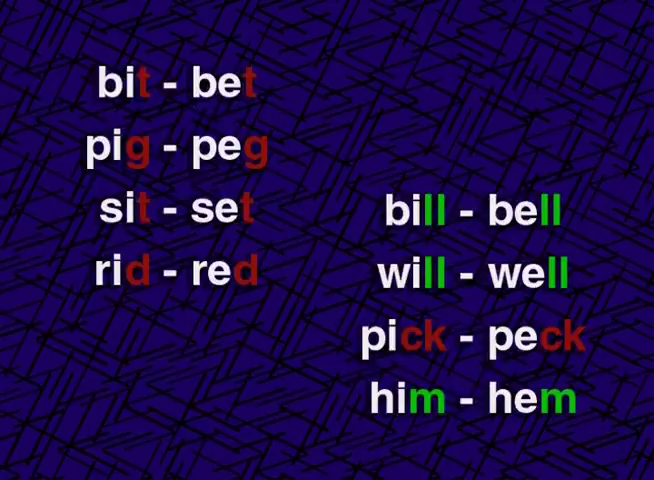 bit - bet
pig - peg
sit - set
rid - red
bill - bell
will - well
pick - peck
him - hem